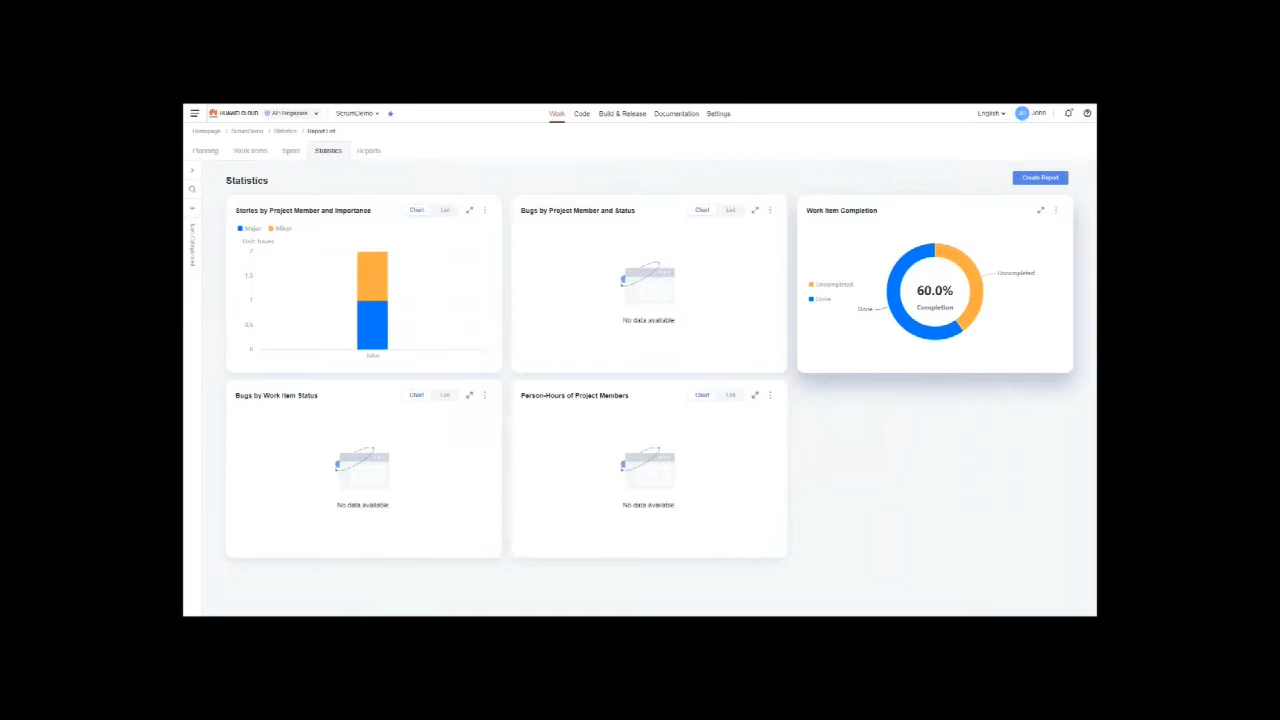 HUAWEI CLOUD AP-Singapore ScrumDemo Work Code Build & Release Documentation Settings English John
Homepage / ScrumDemo / Statistics / Report List
Planning Work Items Sprint Statistics Reports
Statistics Create Report
Stories by Project Member and Importance Chart List
Major Minor
Unit: Issues
2
1.5
1
0.5
0
John
Bugs by Project Member and Status Chart List
No data available
Work Item Completion
Uncompleted
Done
60.0%
Completion
Uncompleted
Done
Bugs by Work Item Status Chart List
No data available
Person-Hours of Project Members Chart List
No data available